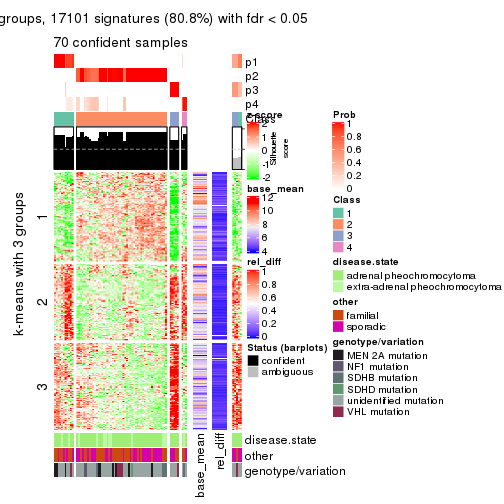 groups, 17101 signatures (80.8%) with fdr < 0.05
70 confident samples
p1
p2
p3
p4
Class
z-score
2
1
0
-1
-2
Silhouette
score
1
2
3
k-means with 3 groups
base_mean
12
10
8
6
4
rel_diff
1
0.8
0.6
0.4
0.2
0
Status (barplots)
confident
ambiguous
Prob
1
0.8
0.6
0.4
0.2
0
Class
1
2
3
4
disease.state
adrenal pheochromocytoma
extra-adrenal pheochromocytoma
other
familial
sporadic
genotype/variation
MEN 2A mutation
NF1 mutation
SDHB mutation
SDHD mutation
unidentified mutation
VHL mutation
disease.state
other
genotype/variation
base_mean
rel_diff